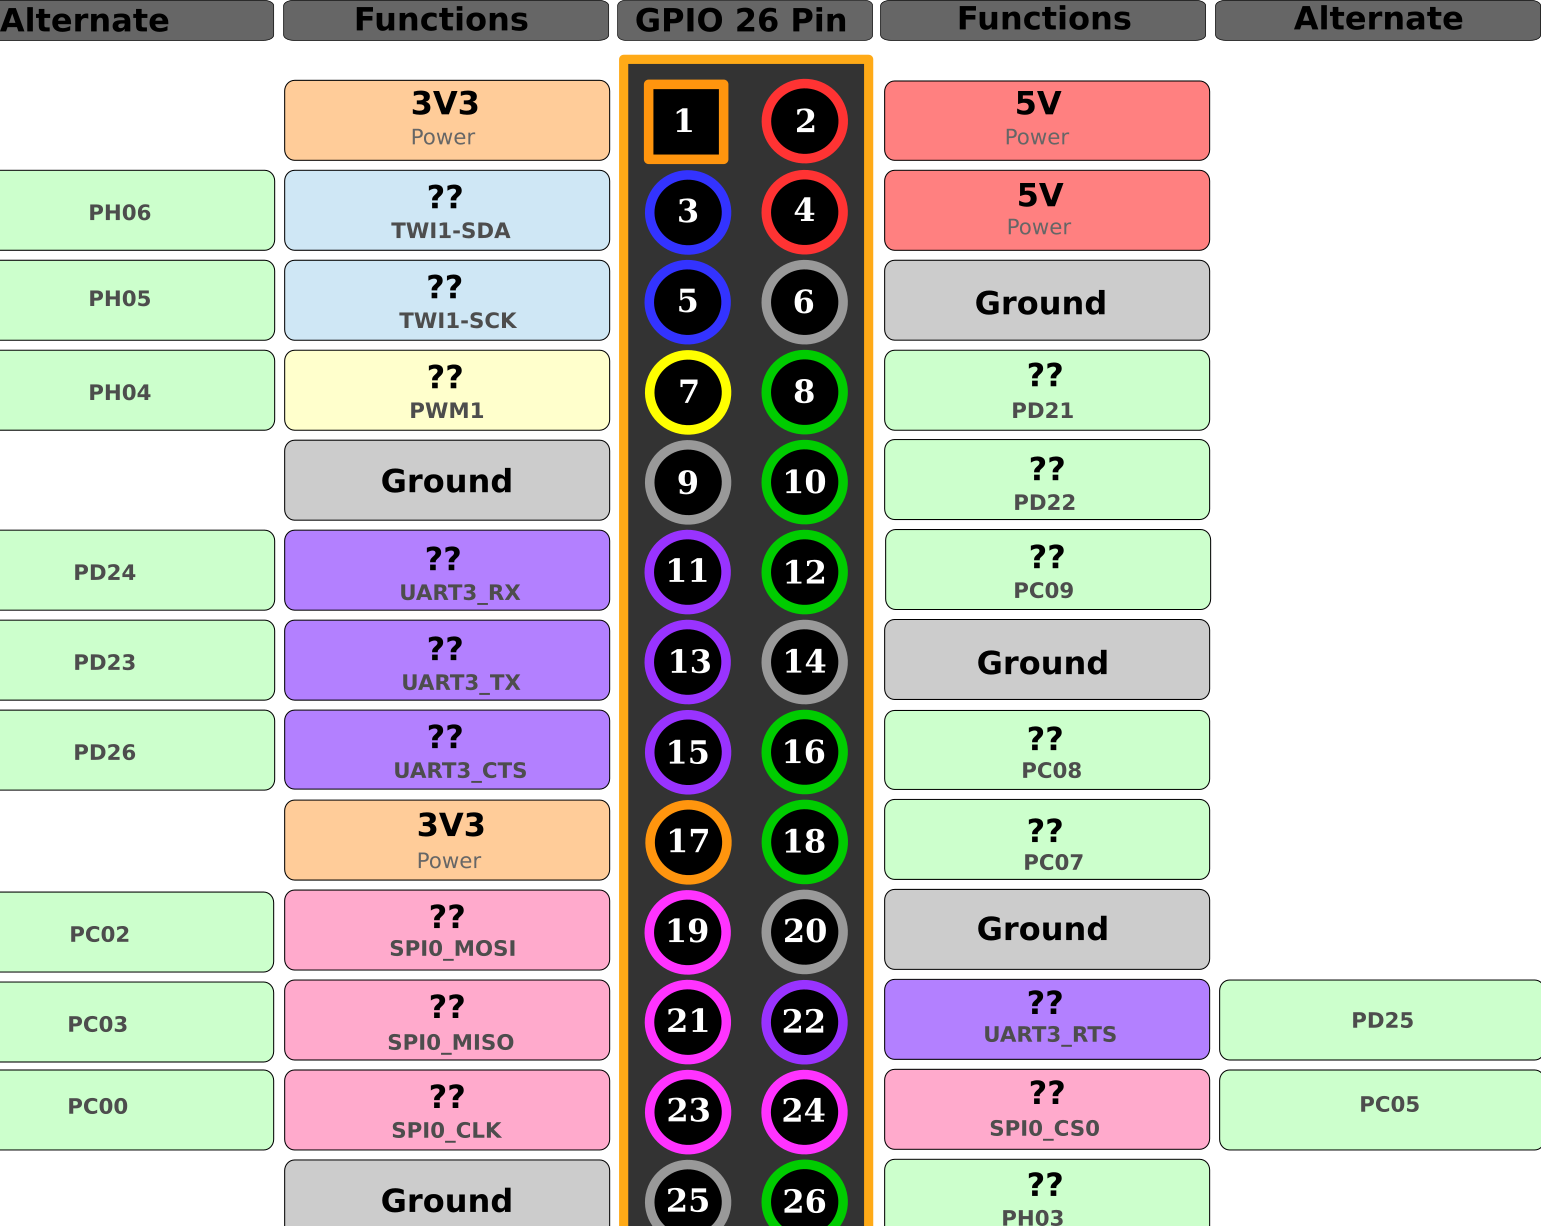 Alternate Functions GPIO 26 Pin Functions Alternate
3V3 1 2 5V
Power Power
PH06 ?? 3 4 5V
TWI1-SDA Power
PH05 ?? 5 6 Ground
TWI1-SCK
PH04 ?? 7 8 ??
PWM1 PD21
Ground 9 10 ??
PD22
PD24 ?? 11 12 ??
UART3_RX PC09
PD23 ?? 13 14 Ground
UART3_TX
PD26 ?? 15 16 ??
UART3_CTS PC08
3V3 17 18 ??
Power PC07
PC02 ?? 19 20 Ground
SPI0_MOSI
PC03 ?? 21 22 ?? PD25
SPI0_MISO UART3_RTS
PC00 ?? 23 24 ?? PC05
SPI0_CLK SPI0_CS0
Ground 25 26 ??
PH03